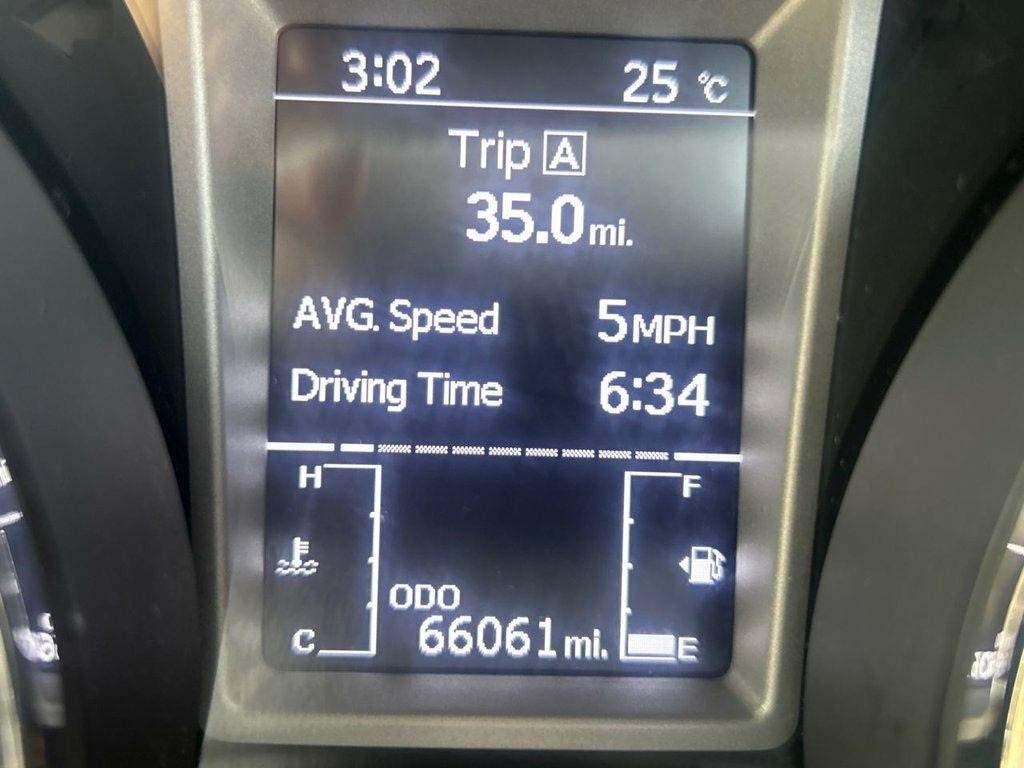 3:02 25 °C
Trip A
35.0 mi.
AVG. Speed 5 MPH
Driving Time 6:34
H F
ODO
C 66061 mi. E